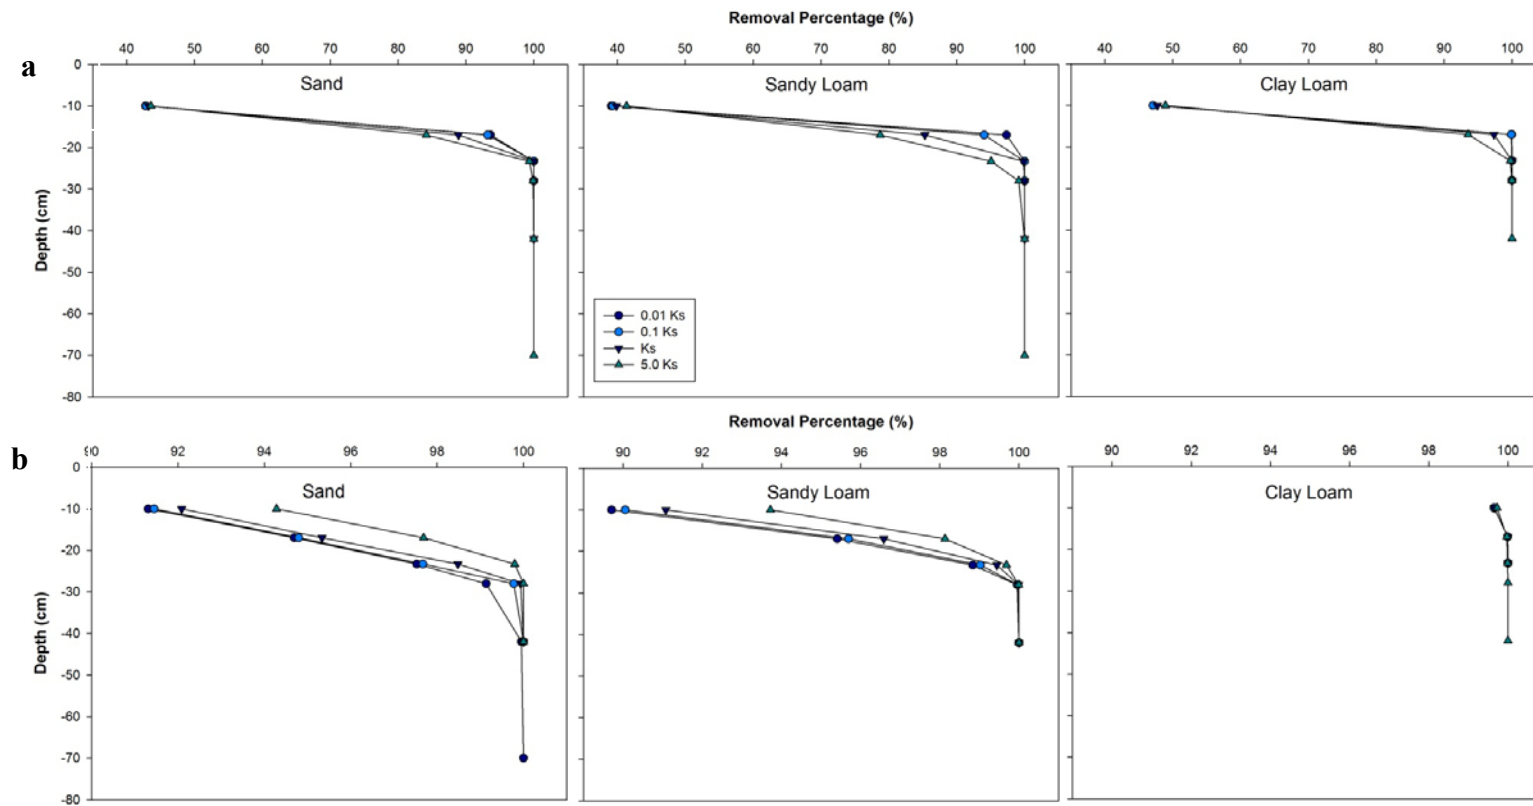 Removal Percentage (%)
40 50 60 70 80 90 100 40 50 60 70 80 90 100 40 50 60 70 80 90 100
a
0
Sand Sandy Loam Clay Loam
-10
-20
-30
-40
Depth (cm)
-50
-60
-70
-80
0.01 Ks
0.1 Ks
Ks
5.0 Ks
Removal Percentage (%)
b
90 92 94 96 98 100 90 92 94 96 98 100 90 92 94 96 98 100
0
Sand Sandy Loam Clay Loam
-10
-20
-30
-40
Depth (cm)
-50
-60
-70
-80